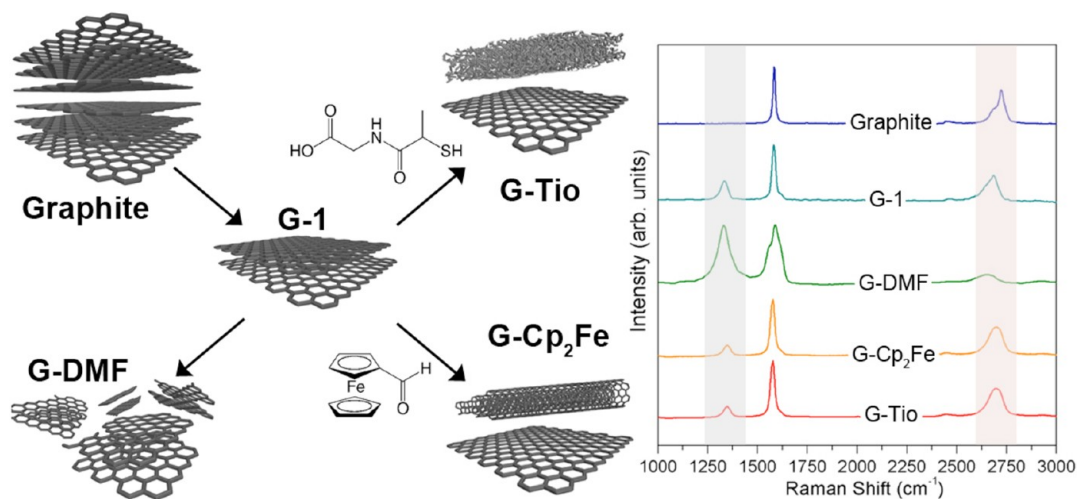 Graphite
HO
O
H
N
O
SH
G-Tio
G-1
G-DMF
Fe
H
O
G-Cp₂Fe
Intensity (arb. units)
Graphite
G-1
G-DMF
G-Cp₂Fe
G-Tio
1000 1250 1500 1750 2000 2250 2500 2750 3000
Raman Shift (cm⁻¹)